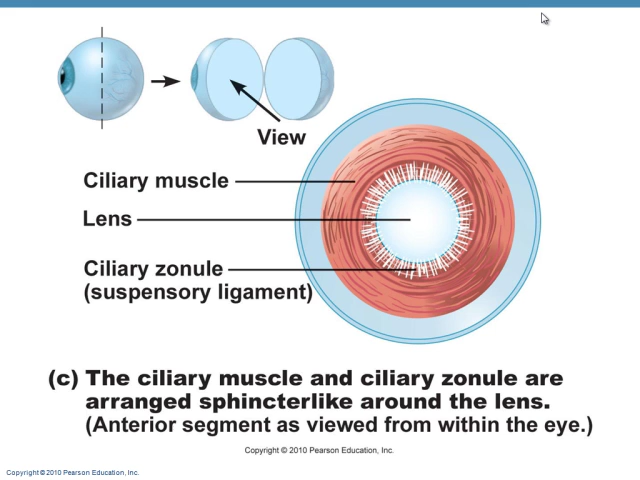 View
Ciliary muscle
Lens
Ciliary zonule
(suspensory ligament)
(c) The ciliary muscle and ciliary zonule are
arranged sphincterlike around the lens.
(Anterior segment as viewed from within the eye.)
Copyright © 2010 Pearson Education, Inc.
Copyright © 2010 Pearson Education, Inc.